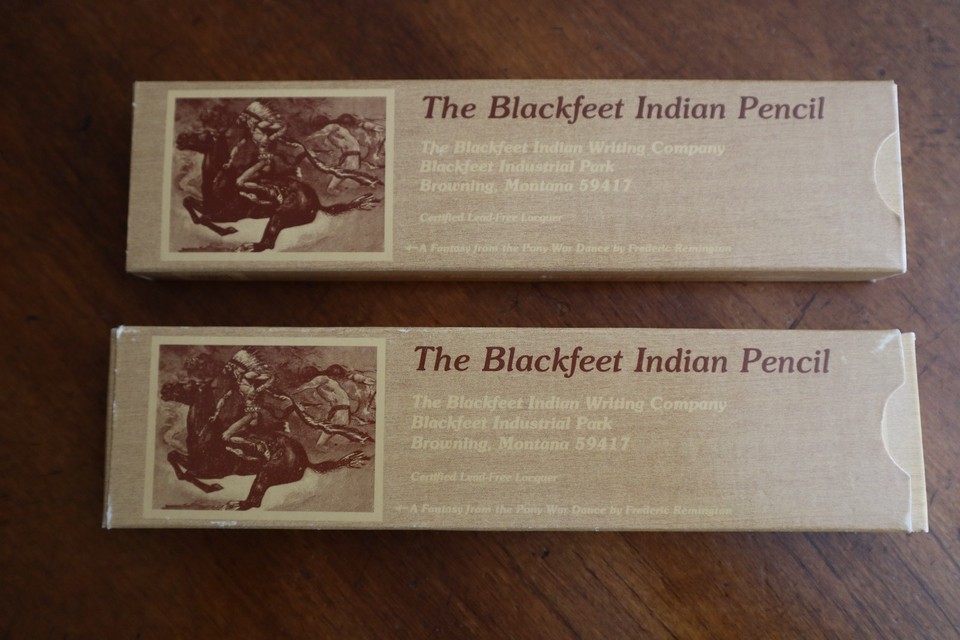 The Blackfeet Indian Pencil
The Blackfeet Indian Writing Company
Blackfeet Industrial Park
Browning, Montana 59417
Certified Lead-Free Lacquer
A Fantasy from the Pony War Dance by Frederic Remington
The Blackfeet Indian Pencil
The Blackfeet Indian Writing Company
Blackfeet Industrial Park
Browning, Montana 59417
Certified Lead-Free Lacquer
A Fantasy from the Pony War Dance by Frederic Remington